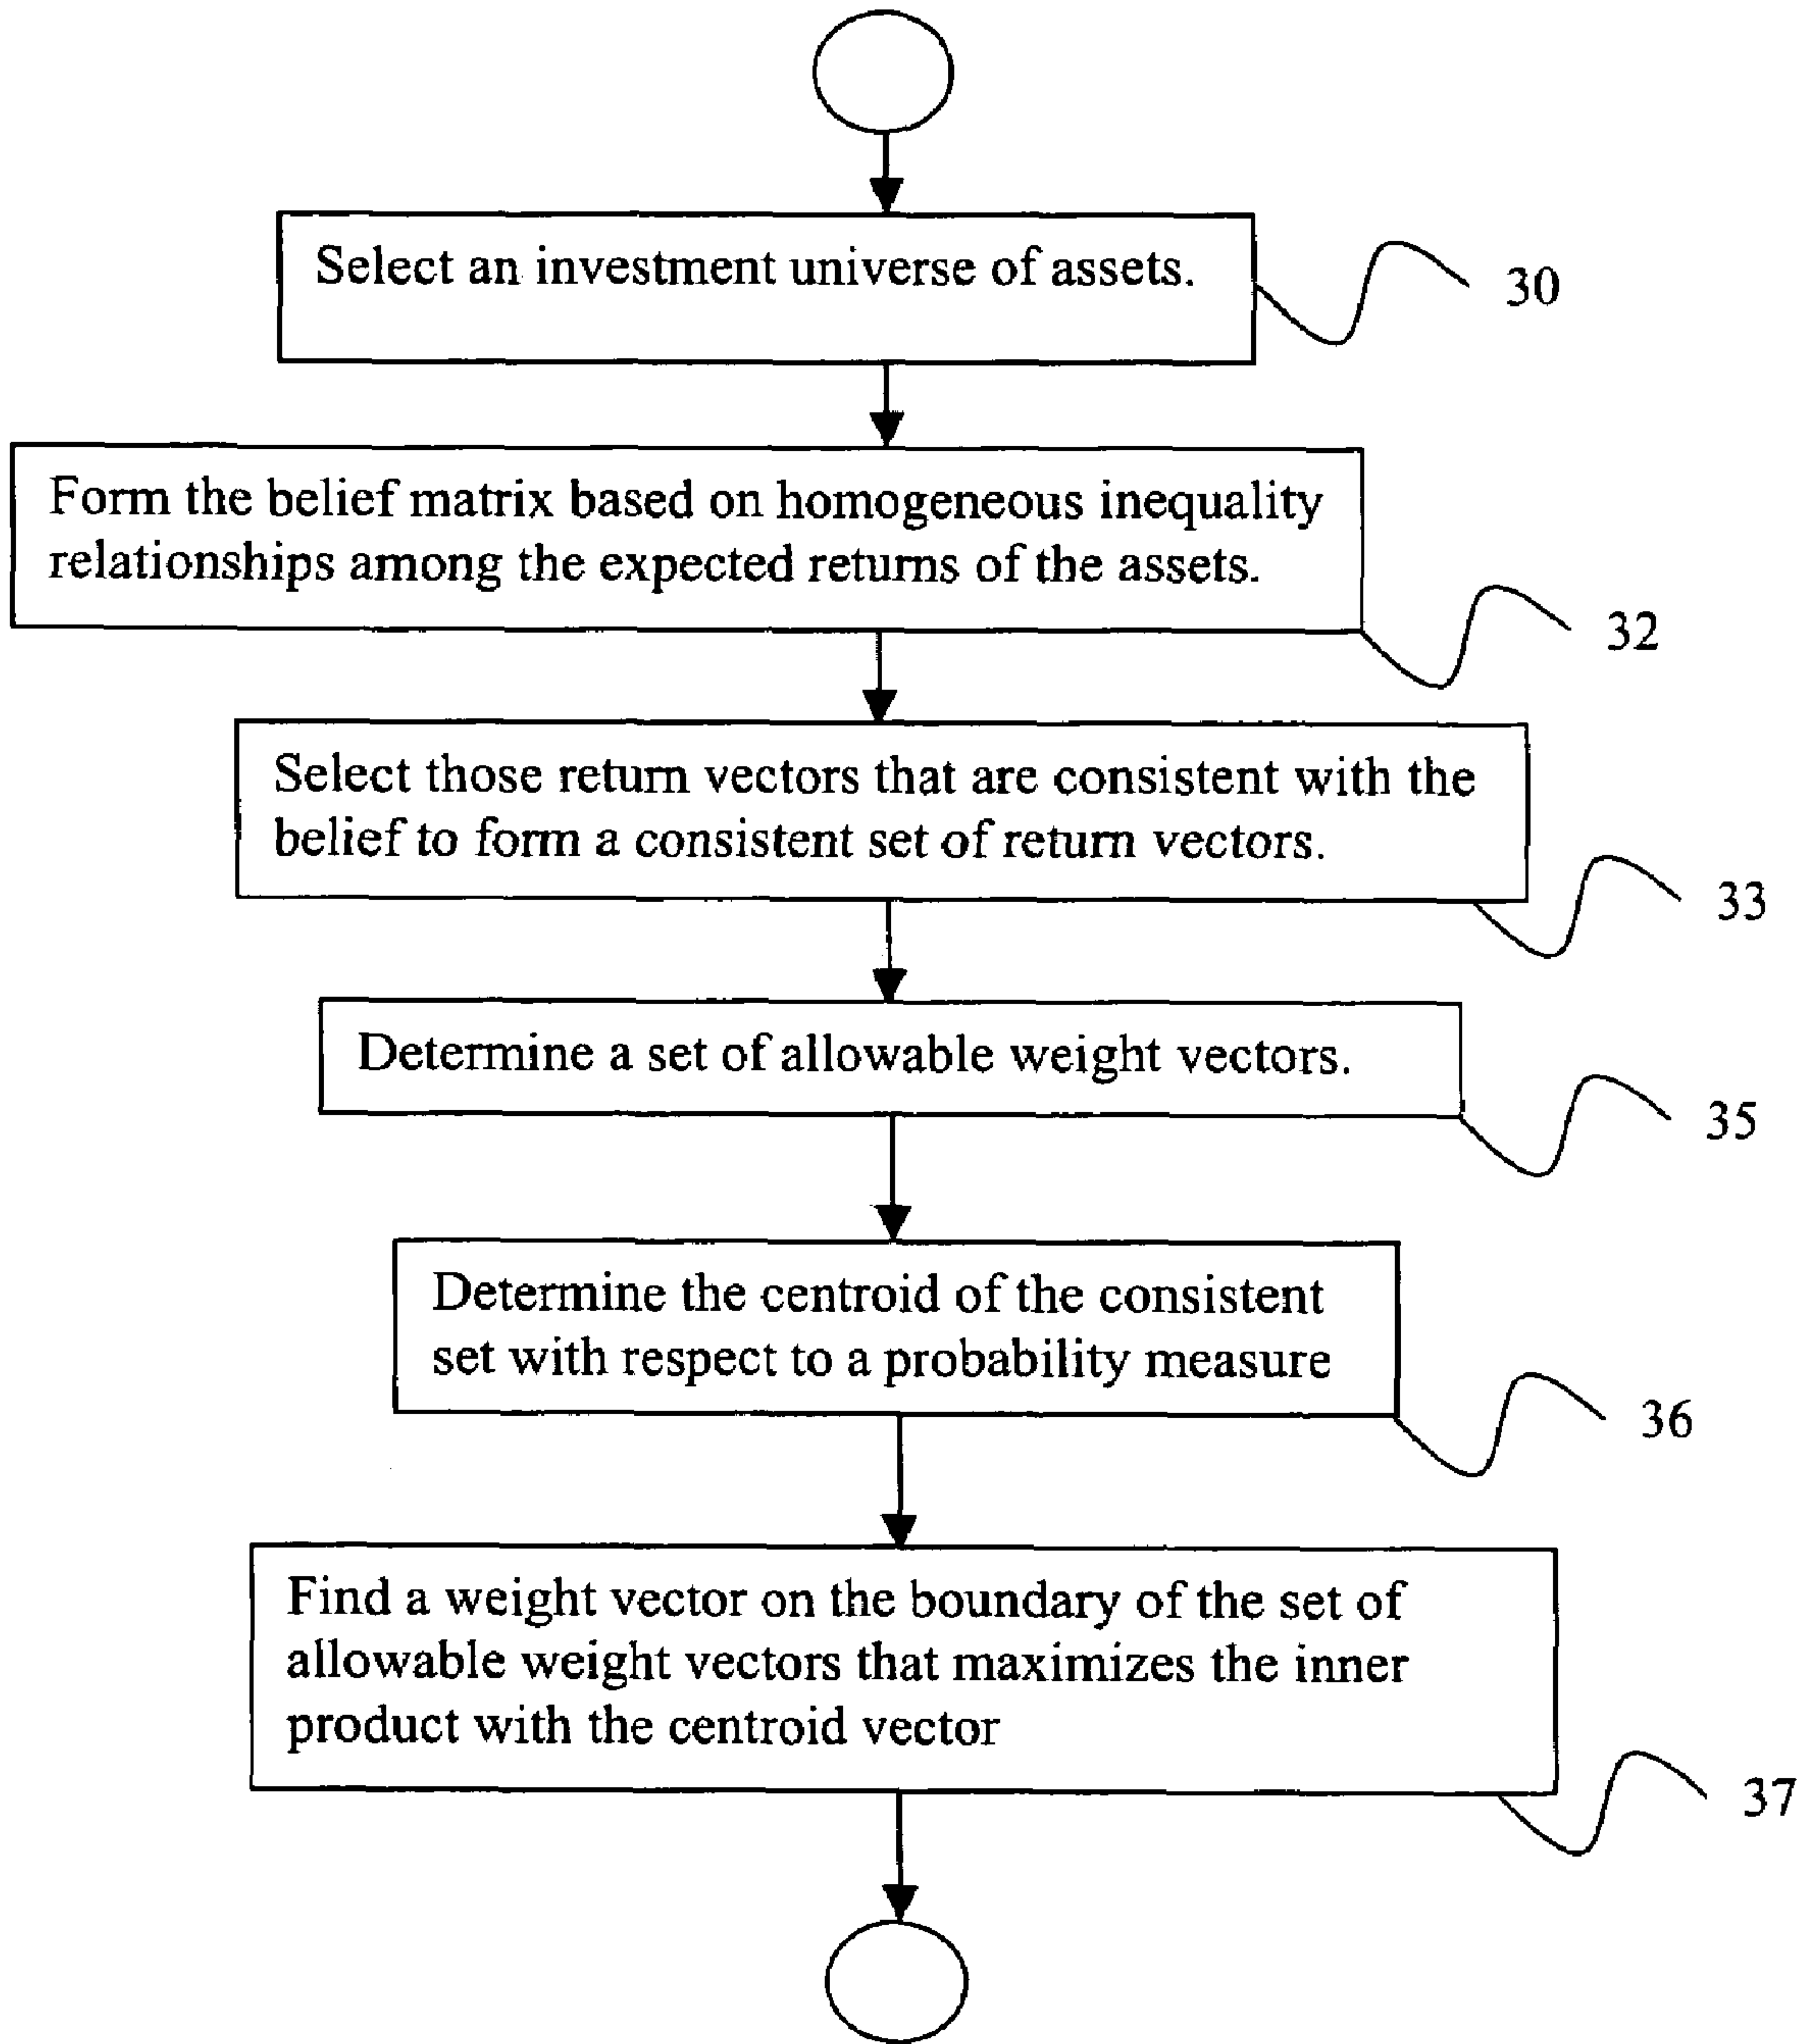 Select an investment universe of assets.
30
Form the belief matrix based on homogeneous inequality
relationships among the expected returns of the assets.
32
Select those return vectors that are consistent with the
belief to form a consistent set of return vectors.
33
Determine a set of allowable weight vectors.
35
Determine the centroid of the consistent
set with respect to a probability measure
36
Find a weight vector on the boundary of the set of
allowable weight vectors that maximizes the inner
product with the centroid vector
37